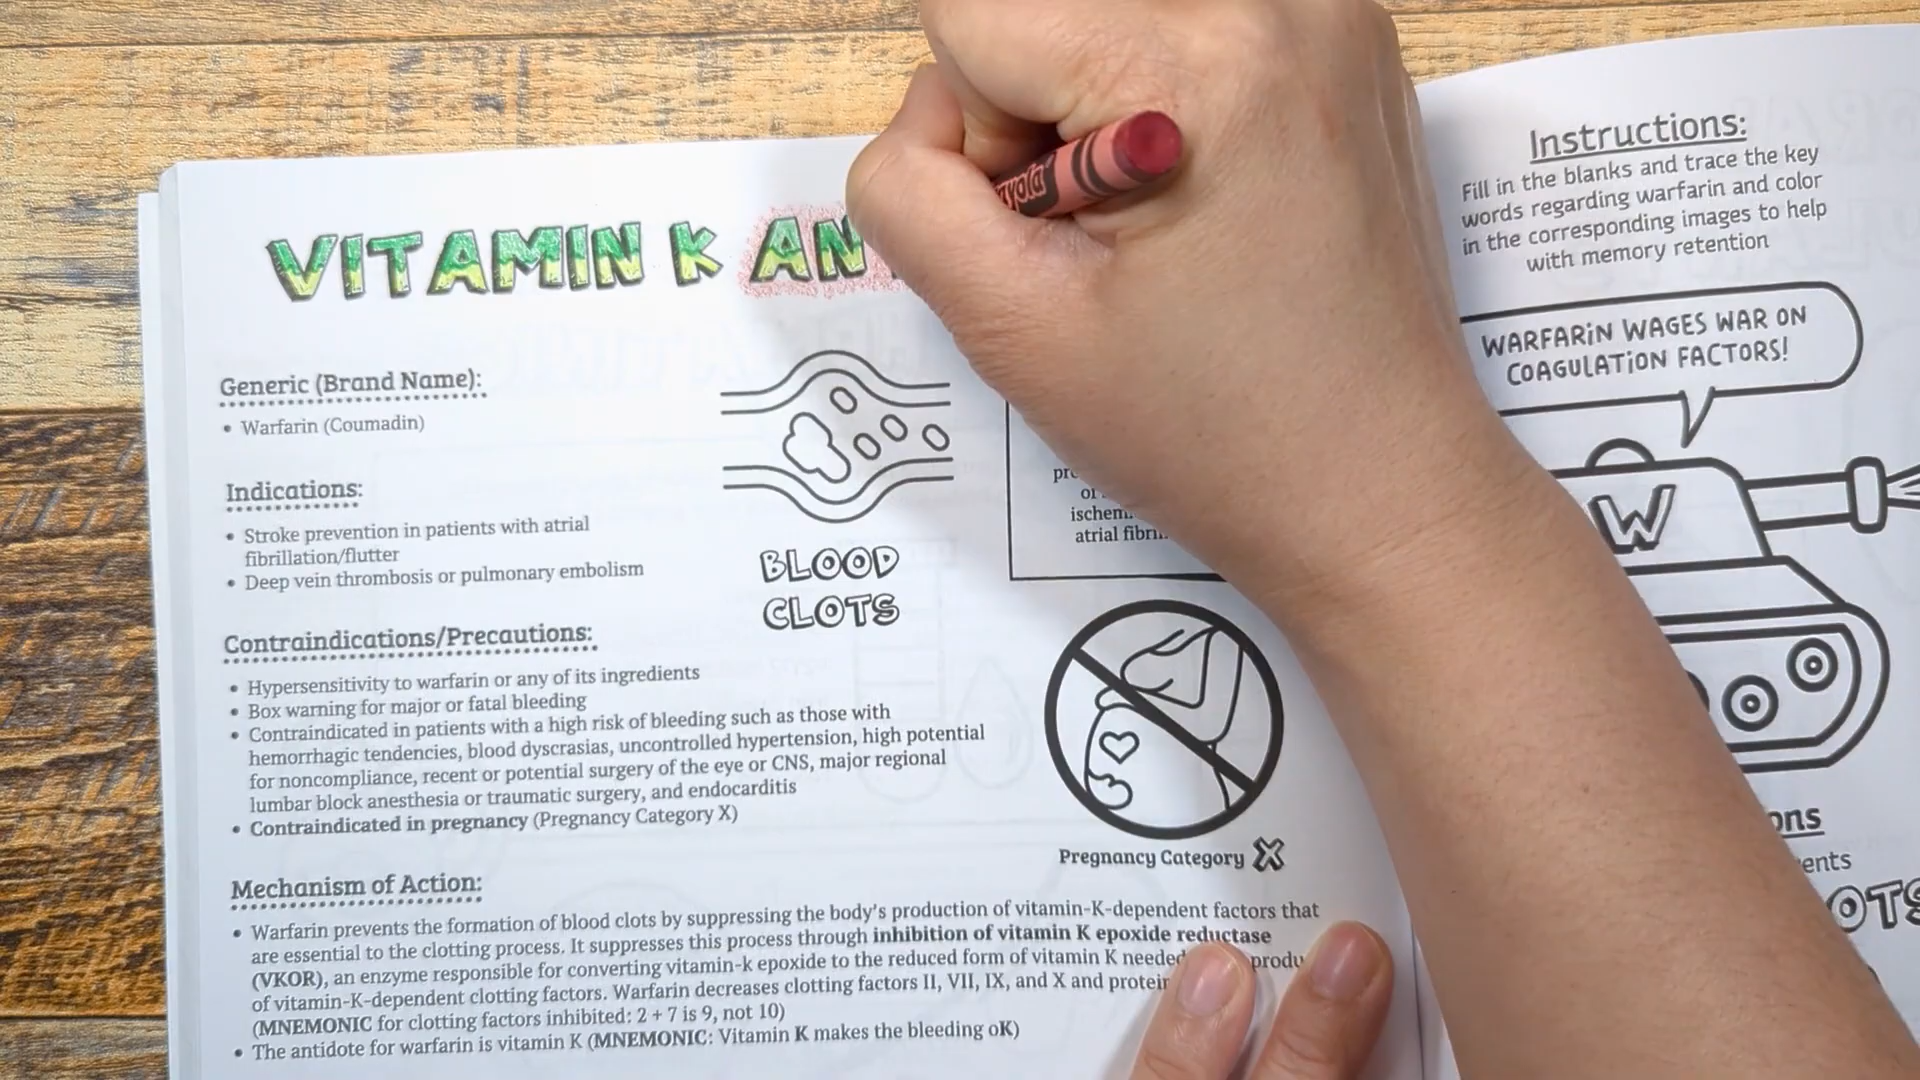 VITAMIN K AN
Generic (Brand Name):
• Warfarin (Coumadin)
Indications:
• Stroke prevention in patients with atrial
fibrillation/flutter
• Deep vein thrombosis or pulmonary embolism
BLOOD
CLOTS
ischem
atrial fibri
Contraindications/Precautions:
• Hypersensitivity to warfarin or any of its ingredients
• Box warning for major or fatal bleeding
• Contraindicated in patients with a high risk of bleeding such as those with
hemorrhagic tendencies, blood dyscrasias, uncontrolled hypertension, high potential
for noncompliance, recent or potential surgery of the eye or CNS, major regional
lumbar block anesthesia or traumatic surgery, and endocarditis
• Contraindicated in pregnancy (Pregnancy Category X)
Pregnancy Category X
Mechanism of Action:
• Warfarin prevents the formation of blood clots by suppressing the body's production of vitamin-K-dependent factors that
are essential to the clotting process. It suppresses this process through inhibition of vitamin K epoxide reductase
(VKOR), an enzyme responsible for converting vitamin-k epoxide to the reduced form of vitamin K needed produ
of vitamin-K-dependent clotting factors. Warfarin decreases clotting factors II, VII, IX, and X and protein
(MNEMONIC for clotting factors inhibited: 2 + 7 is 9, not 10)
• The antidote for warfarin is vitamin K (MNEMONIC: Vitamin K makes the bleeding oK)
Instructions:
Fill in the blanks and trace the key
words regarding warfarin and color
in the corresponding images to help
with memory retention
WARFARiN WAGES WAR ON
COAGULATiON FACTORS!
W
ons
ents
OTS
ayola